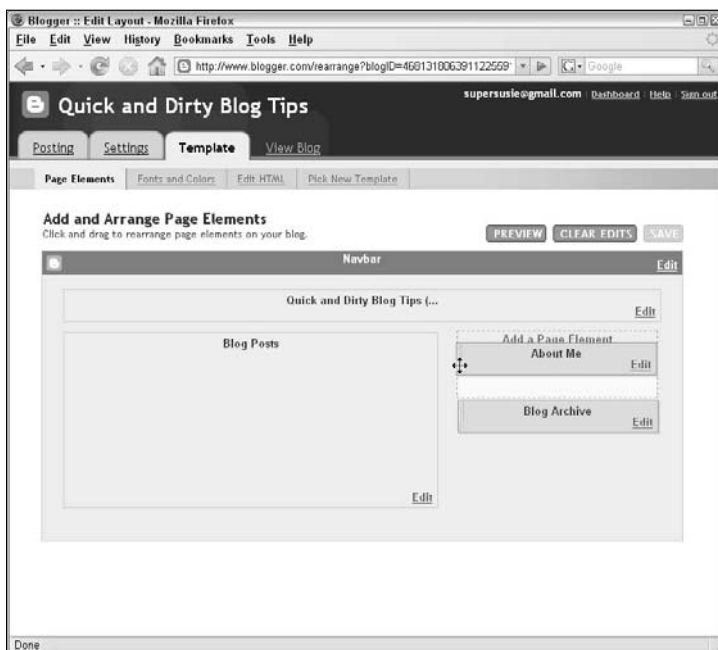 Blogger :: Edit Layout - Mozilla Firefox
File Edit View History Bookmarks Tools Help
http://www.blogger.com/rearrange?blogID=4681318063911225597
Google
Quick and Dirty Blog Tips
supersusie@gmail.com Dashboard Help Sign out
Posting Settings Template View Blog
Page Elements Fonts and Colors Edit HTML Pick New Template
Add and Arrange Page Elements
Click and drag to rearrange page elements on your blog.
PREVIEW CLEAR EDITS SAVE
Navbar
Edit
Quick and Dirty Blog Tips (...
Edit
Blog Posts
Edit
Add a Page Element
About Me
Edit
Blog Archive
Edit
Done